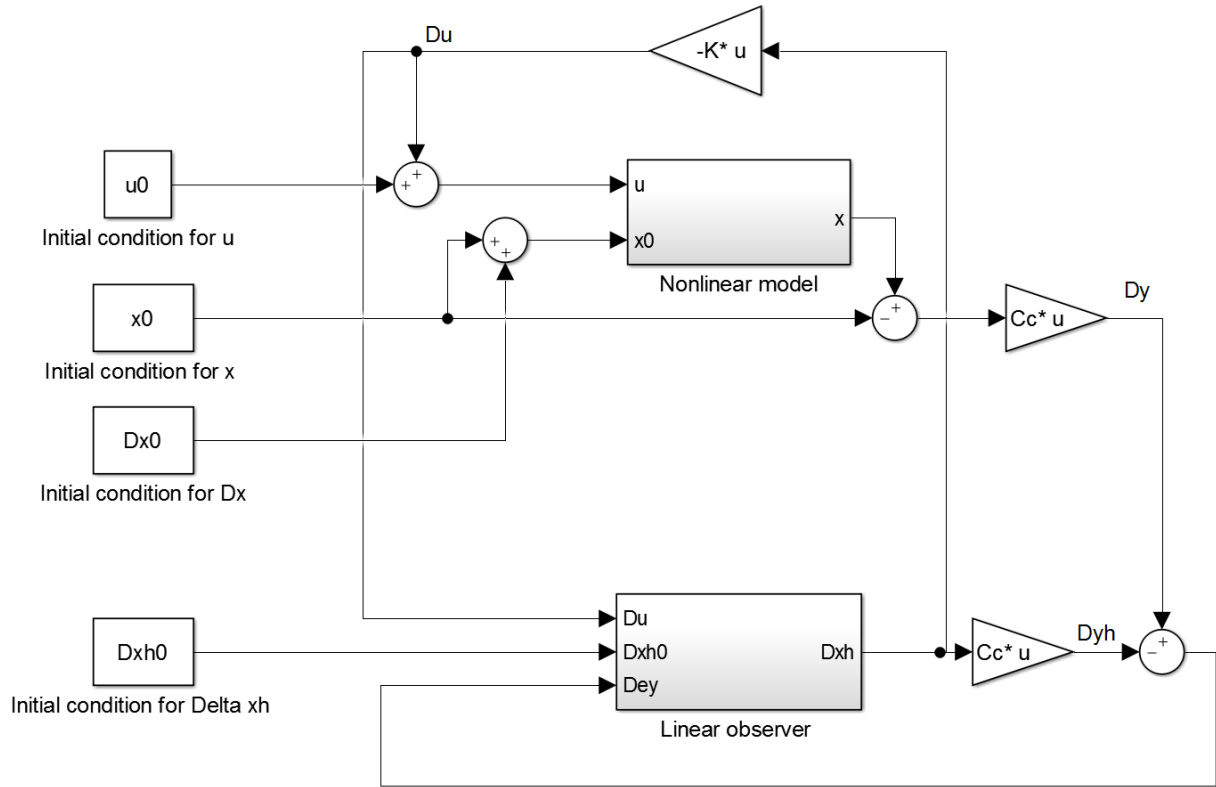 Du
-K* u
u0
+
+
u
x
x0
Initial condition for u
+
+
Nonlinear model
x0
-
+
Cc* u
Dy
Initial condition for x
Dx0
Initial condition for Dx
Du
Dxh0
Dxh0
Dxh
Dey
Cc* u
Dyh
-
+
Initial condition for Delta xh
Linear observer